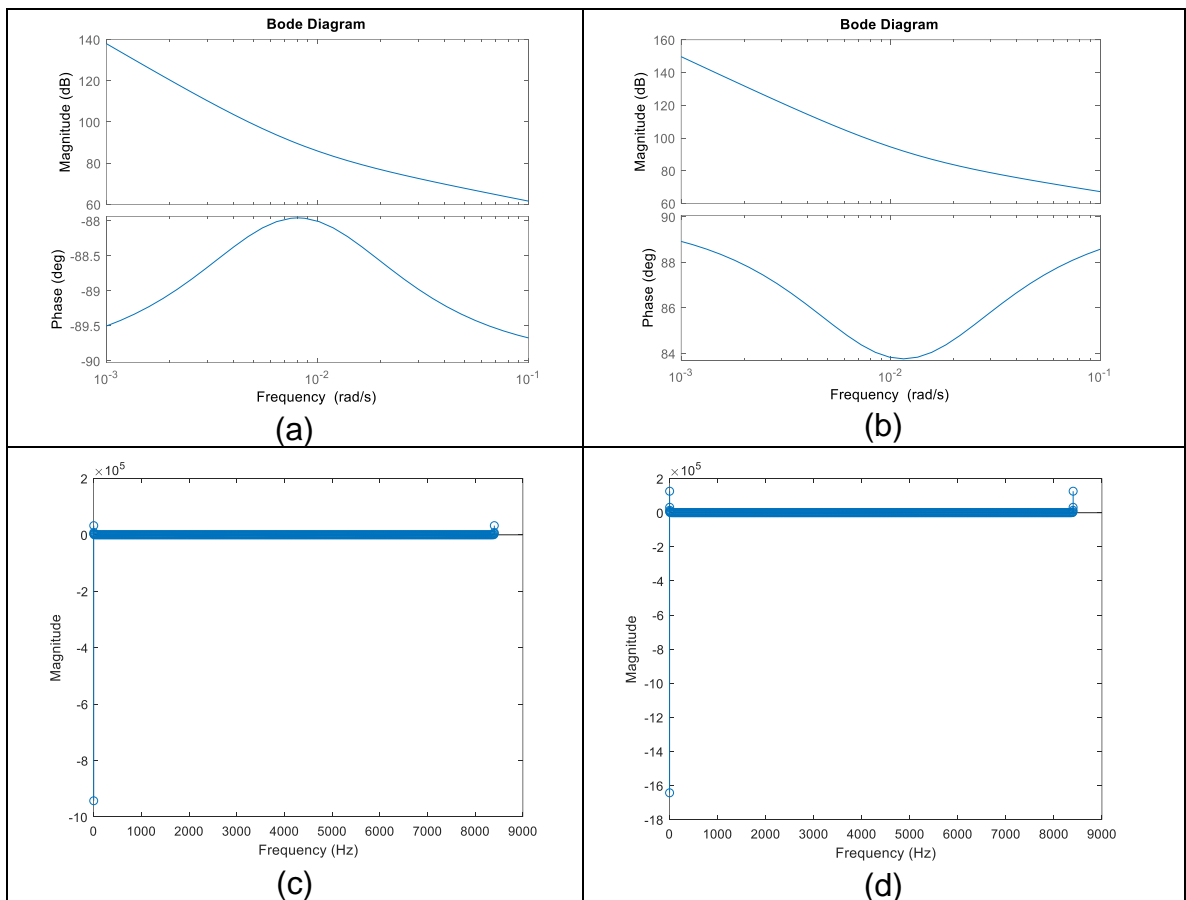 Bode Diagram
140
120
100
80
60
Magnitude (dB)
-88
-88.5
-89
-89.5
-90
Phase (deg)
10-3
10-2
10-1
Frequency (rad/s)
(a)
Bode Diagram
160
140
120
100
80
60
Magnitude (dB)
90
88
86
84
Phase (deg)
10-3
10-2
10-1
Frequency (rad/s)
(b)
×105
2
0
-2
-4
-6
-8
-10
Magnitude
0 1000 2000 3000 4000 5000 6000 7000 8000 9000
Frequency (Hz)
(c)
×105
2
0
-2
-4
-6
-8
-10
-12
-14
-16
-18
Magnitude
0 1000 2000 3000 4000 5000 6000 7000 8000 9000
Frequency (Hz)
(d)